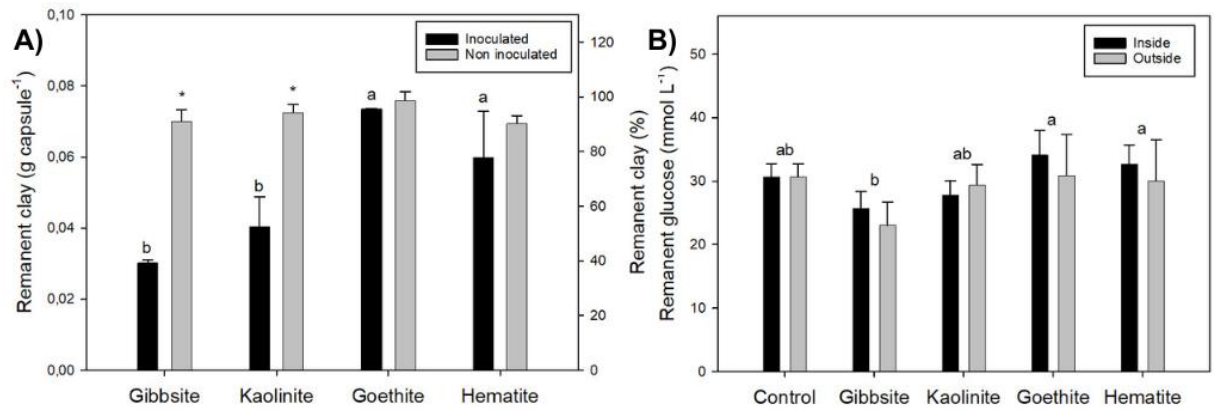 A)
Remanent clay (g capsule⁻¹)
0,10
0,08
0,06
0,04
0,02
0,00
Inoculated
Non inoculated
b
*
b
*
a
a
120
100
80
60
40
20
0
Remanent clay (%)
Gibbsite Kaolinite Goethite Hematite
B)
Remanent glucose (mmol L⁻¹)
50
40
30
20
10
0
Inside
Outside
ab
b
ab
a
a
Control Gibbsite Kaolinite Goethite Hematite